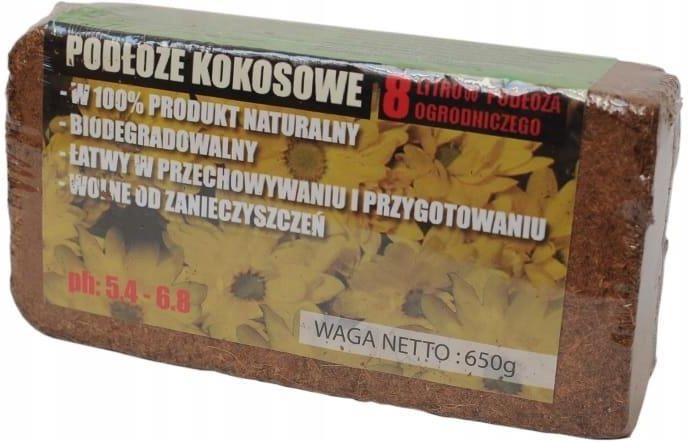 PODŁOŻE KOKOSOWE
8 LITRÓW PODŁOŻA
OGRODNICZEGO
- W 100% PRODUKT NATURALNY
- BIODEGRADOWALNY
- ŁATWY W PRZECHOWYWANIU I PRZYGOTOWANIU
- WOLNE OD ZANIECZYSZCZEŃ
ph: 5.4 - 6.8
WAGA NETTO : 650g